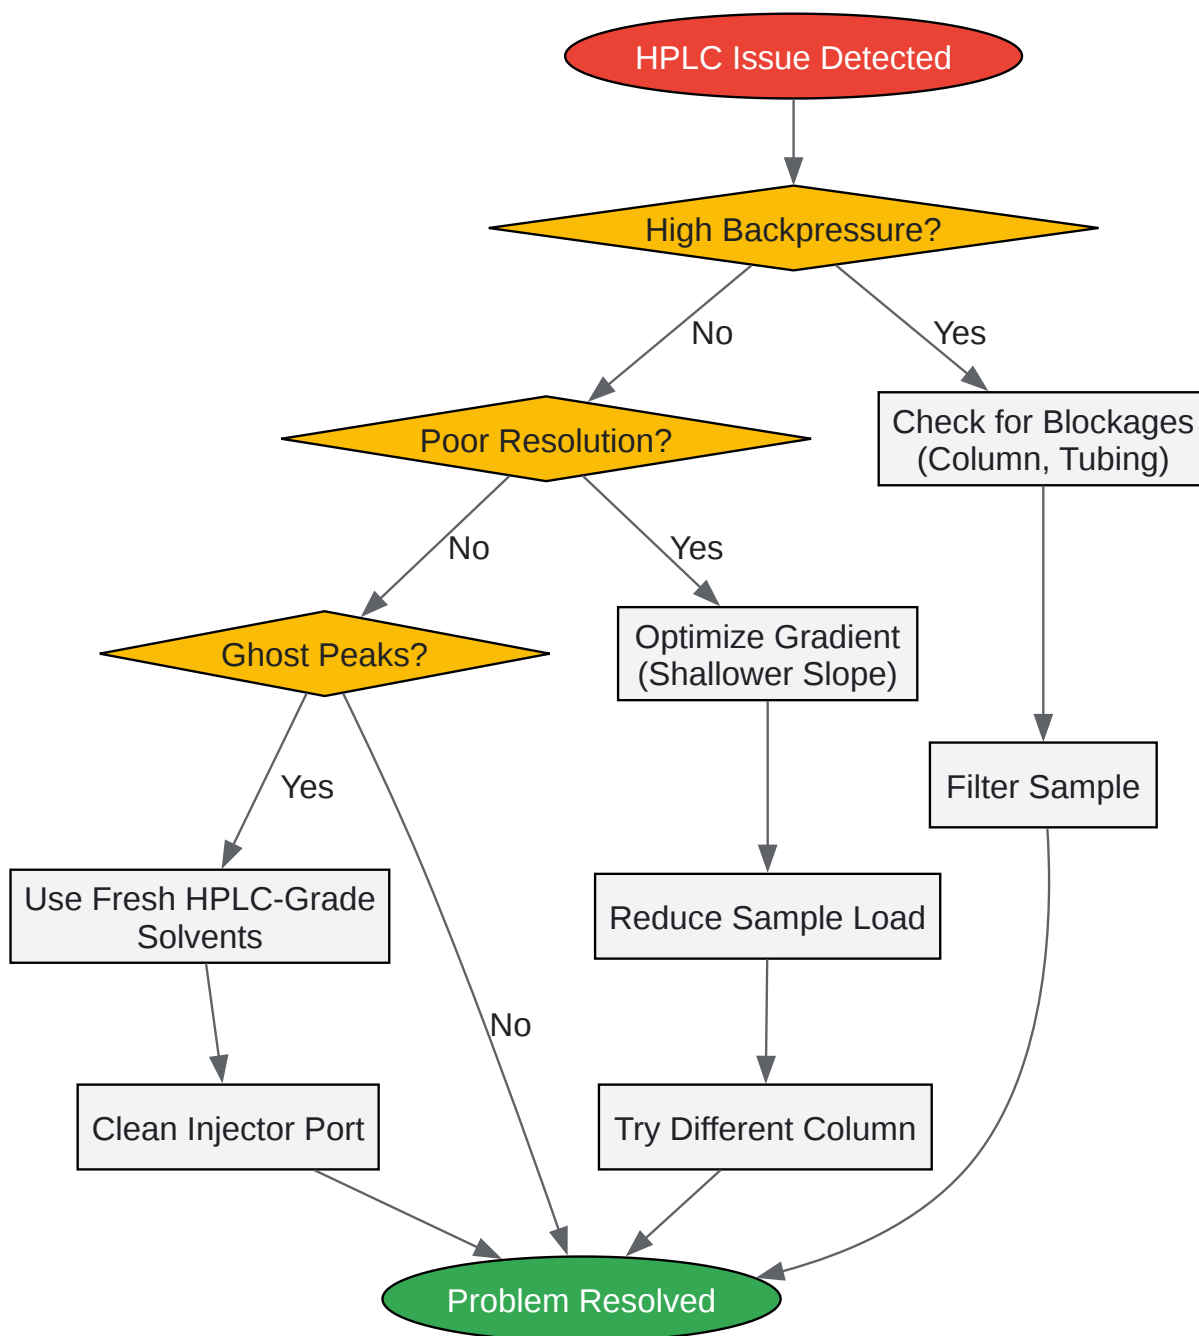 HPLC Issue Detected
High Backpressure?
No
Yes
Check for Blockages
(Column, Tubing)
Poor Resolution?
No
Yes
Optimize Gradient
(Shallower Slope)
Ghost Peaks?
Filter Sample
Yes
Use Fresh HPLC-Grade
Solvents
Reduce Sample Load
No
Clean Injector Port
Try Different Column
Problem Resolved